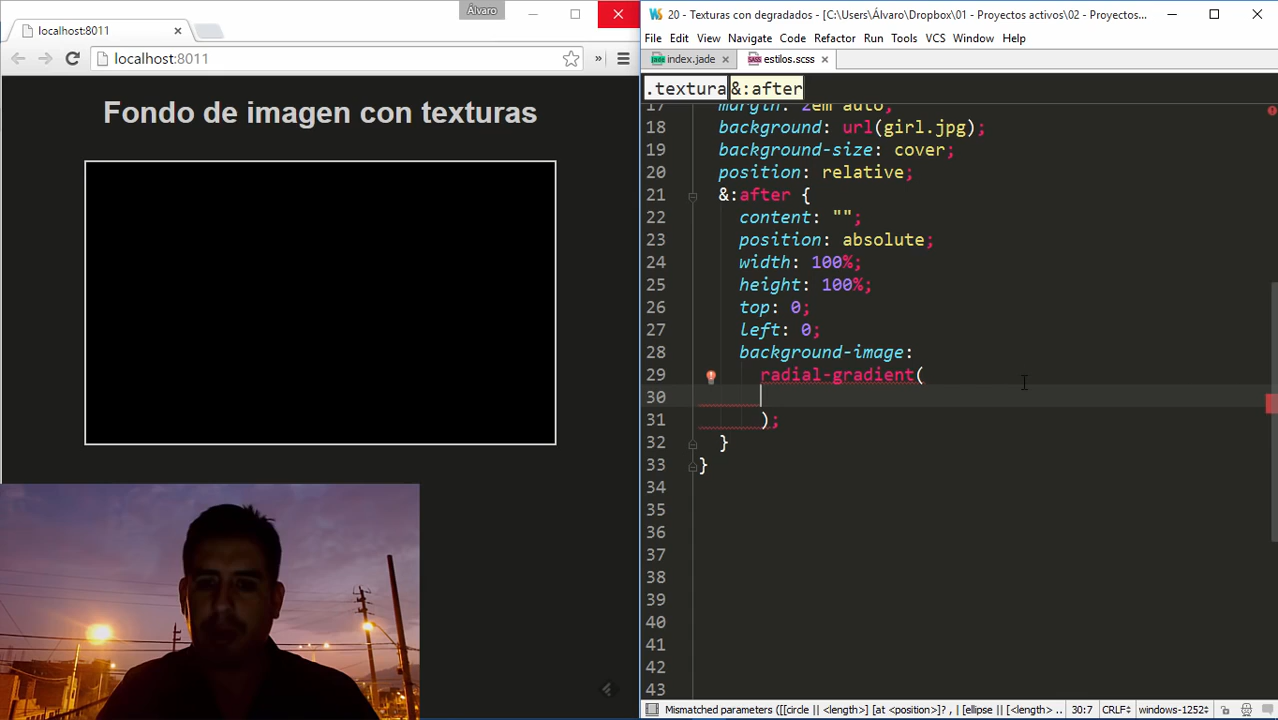 Álvaro
localhost:8011
localhost:8011
»
Fondo de imagen con texturas
20 - Texturas con degradados - [C:\Users\Álvaro\Dropbox\01 - Proyectos activos\02 - Proyectos...
File Edit View Navigate Code Refactor Run Tools VCS Window Help
index.jade estilos.scss
.textura &:after
17 margin: 2em auto;
18 background: url(girl.jpg);
19 background-size: cover;
20 position: relative;
21 &:after {
22 content: "";
23 position: absolute;
24 width: 100%;
25 height: 100%;
26 top: 0;
27 left: 0;
28 background-image:
29 radial-gradient(
30
31 );
32 }
33 }
34
35
36
37
38
39
40
41
42
43
Mismatched parameters ([[circle || <length>] [at <position>]? , | [ellipse || [<length> .. 30:7 CRLF÷ windows-1252÷